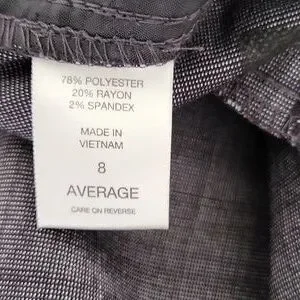 78% POLYESTER
20% RAYON
2% SPANDEX
MADE IN
VIETNAM
8
AVERAGE
CARE ON REVERSE